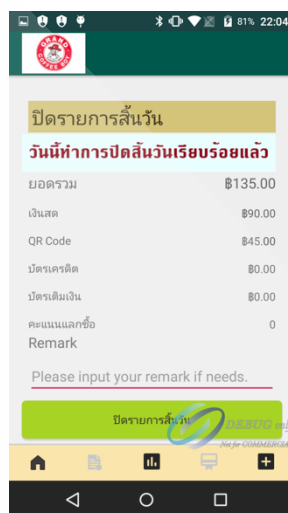 81% 22:04
GRAND
COFFEE BOY
ปิดรายการสิ้นวัน
วันนี้ทำการปิดสิ้นวันเรียบร้อยแล้ว
ยอดรวม ฿135.00
เงินสด ฿90.00
QR Code ฿45.00
บัตรเครดิต ฿0.00
บัตรเติมเงิน ฿0.00
คะแนนแลกซื้อ 0
Remark
Please input your remark if needs.
ปิดรายการสิ้นวัน
DEBUG onl
Not for COMMERCIA